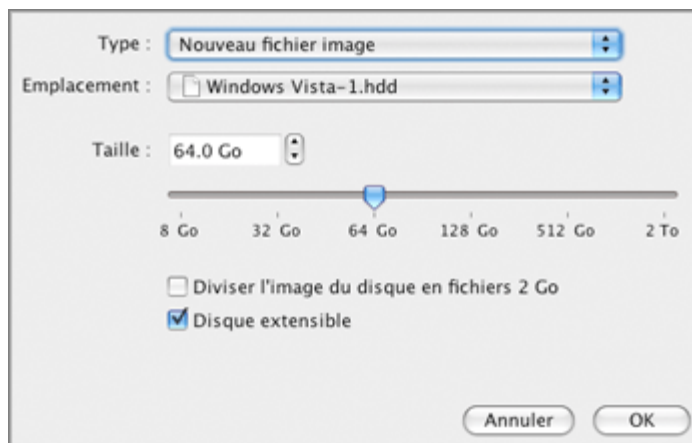 Type : Nouveau fichier image
Emplacement : Windows Vista-1.hdd
Taille : 64.0 Go
8 Go 32 Go 64 Go 128 Go 512 Go 2 To
Diviser l'image du disque en fichiers 2 Go
Disque extensible
Annuler OK